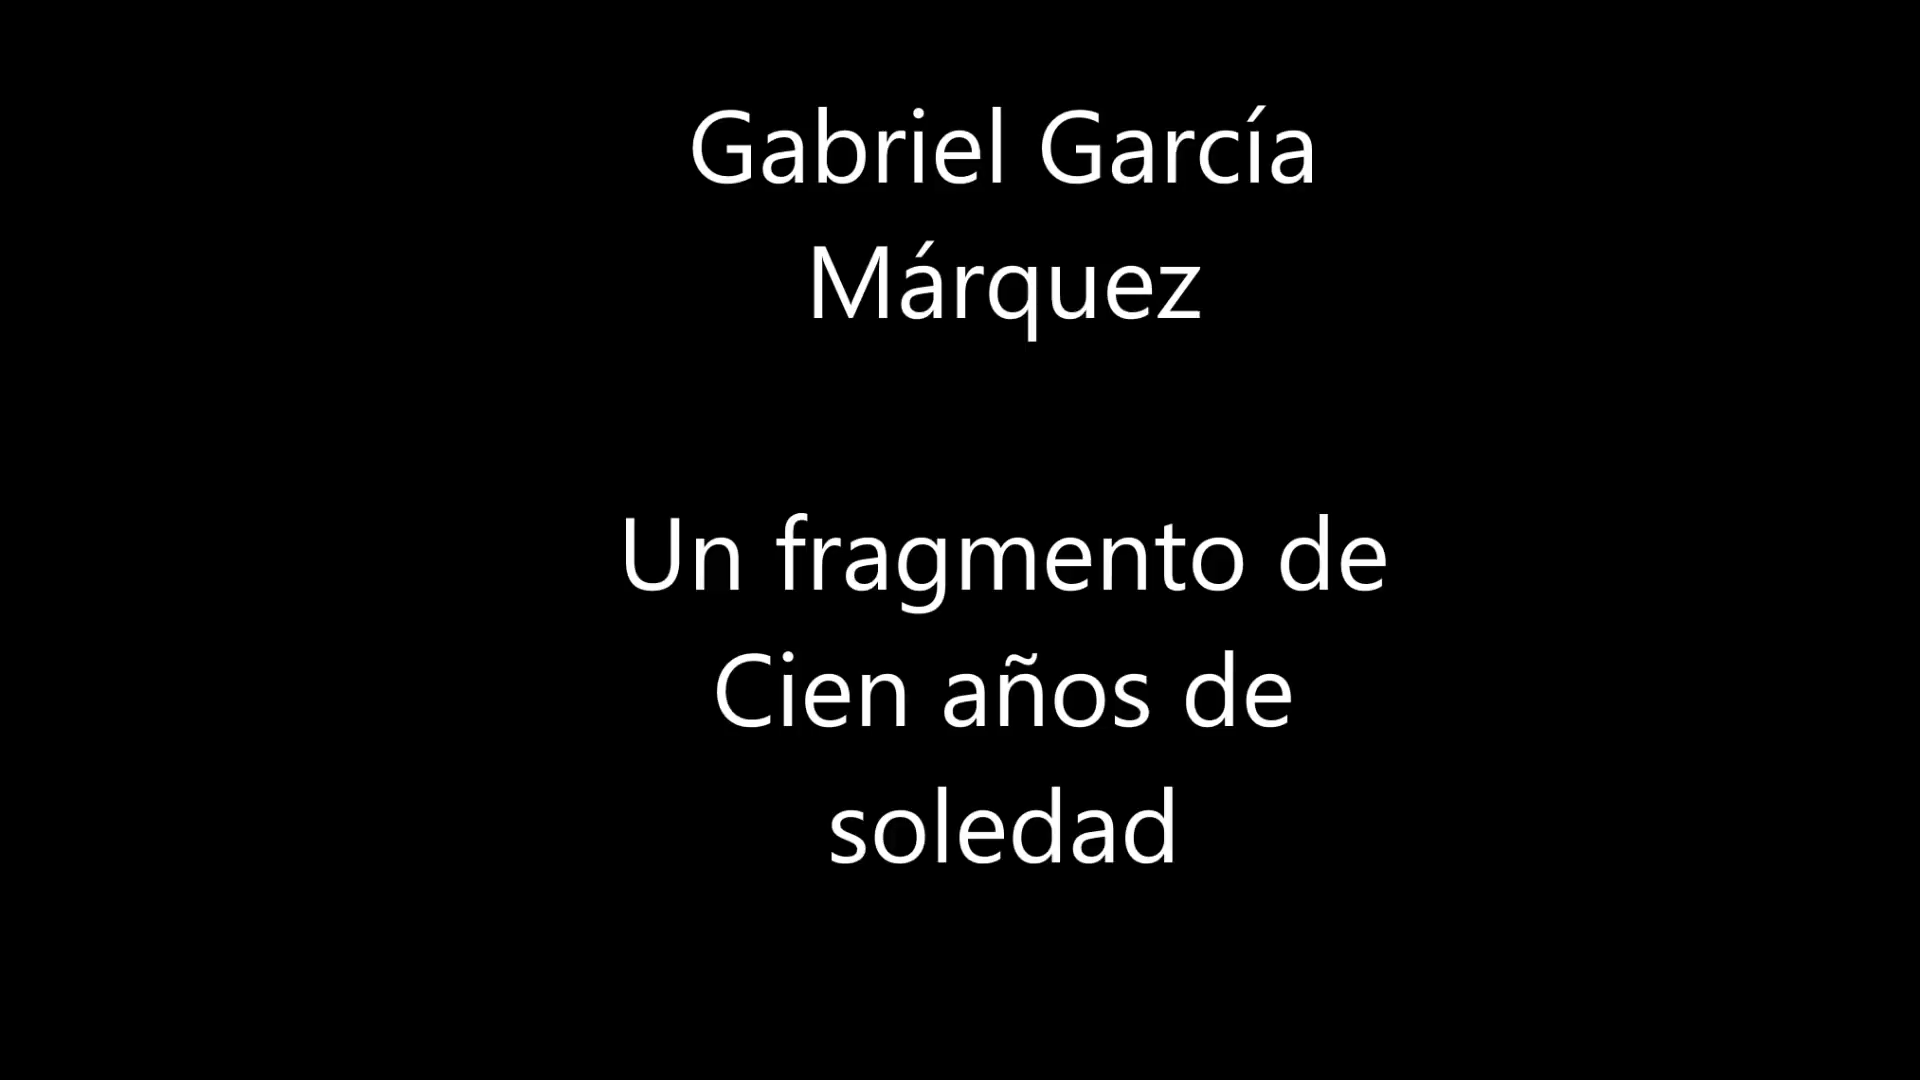 Gabriel García
Márquez
Un fragmento de
Cien años de
soledad